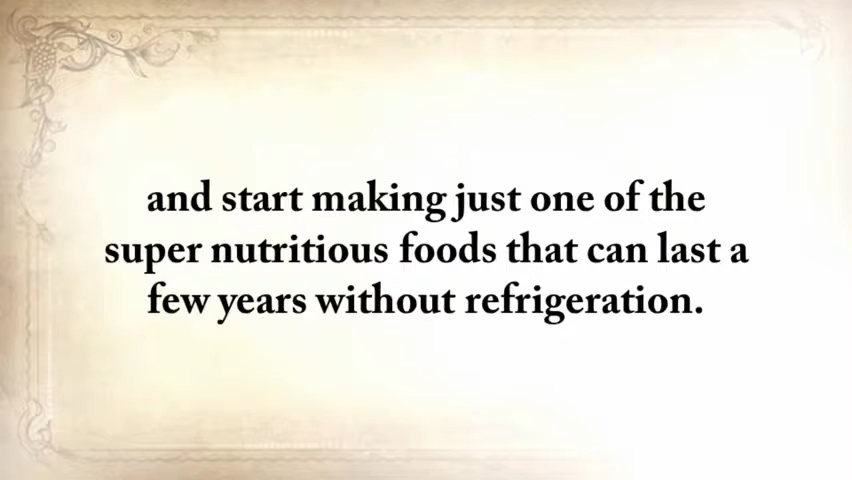 and start making just one of the
super nutritious foods that can last a
few years without refrigeration.